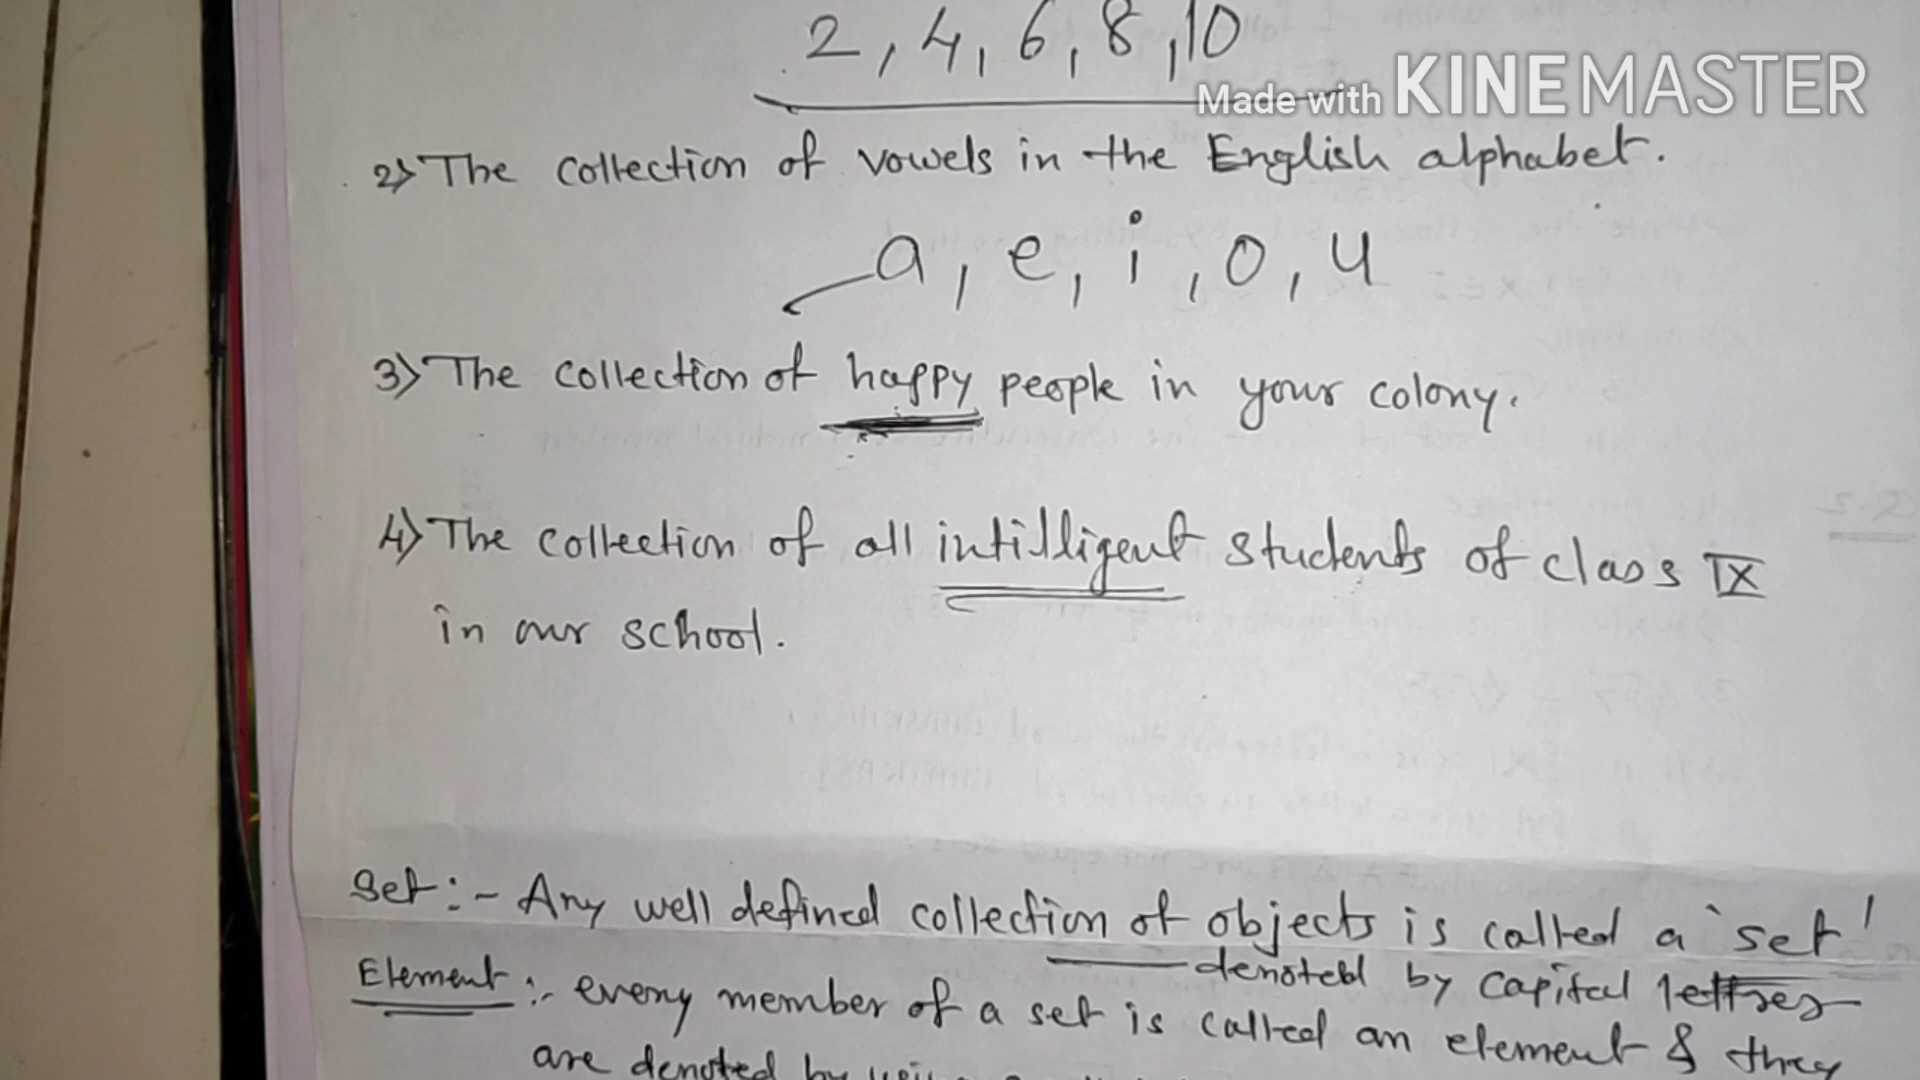 2, 4, 6, 8, 10
Made with KINEMASTER
2) The collection of vowels in the English alphabet.
a, e, i, o, u
3) The collection of happy people in your colony.
4) The collection of all intilligent students of class IX
in our school.
Set :- Any well defined collection of objects is called a 'set'
denoted by capital letters
Element :- every member of a set is called an element & they
are denoted by